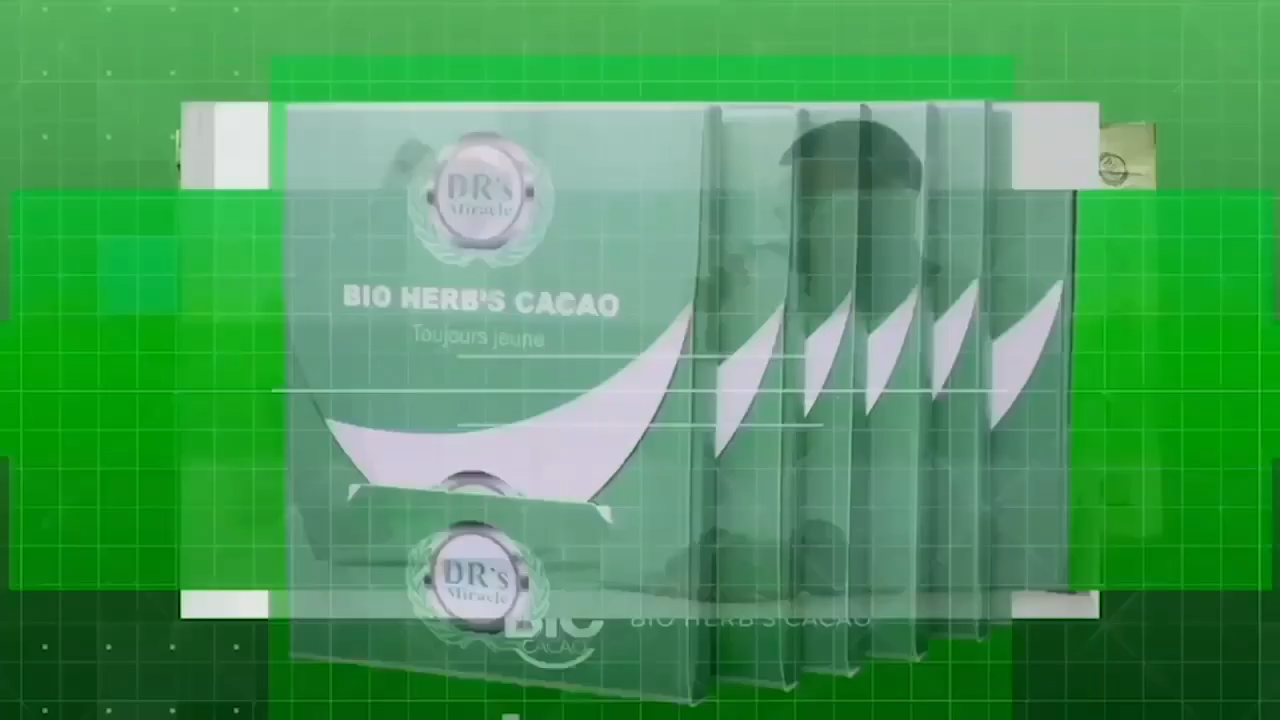 DR's
Miracle
BIO HERB'S CACAO
Toujours jeune
DR's
Miracle
BIO
CACAO
BIO HERB'S CACAO